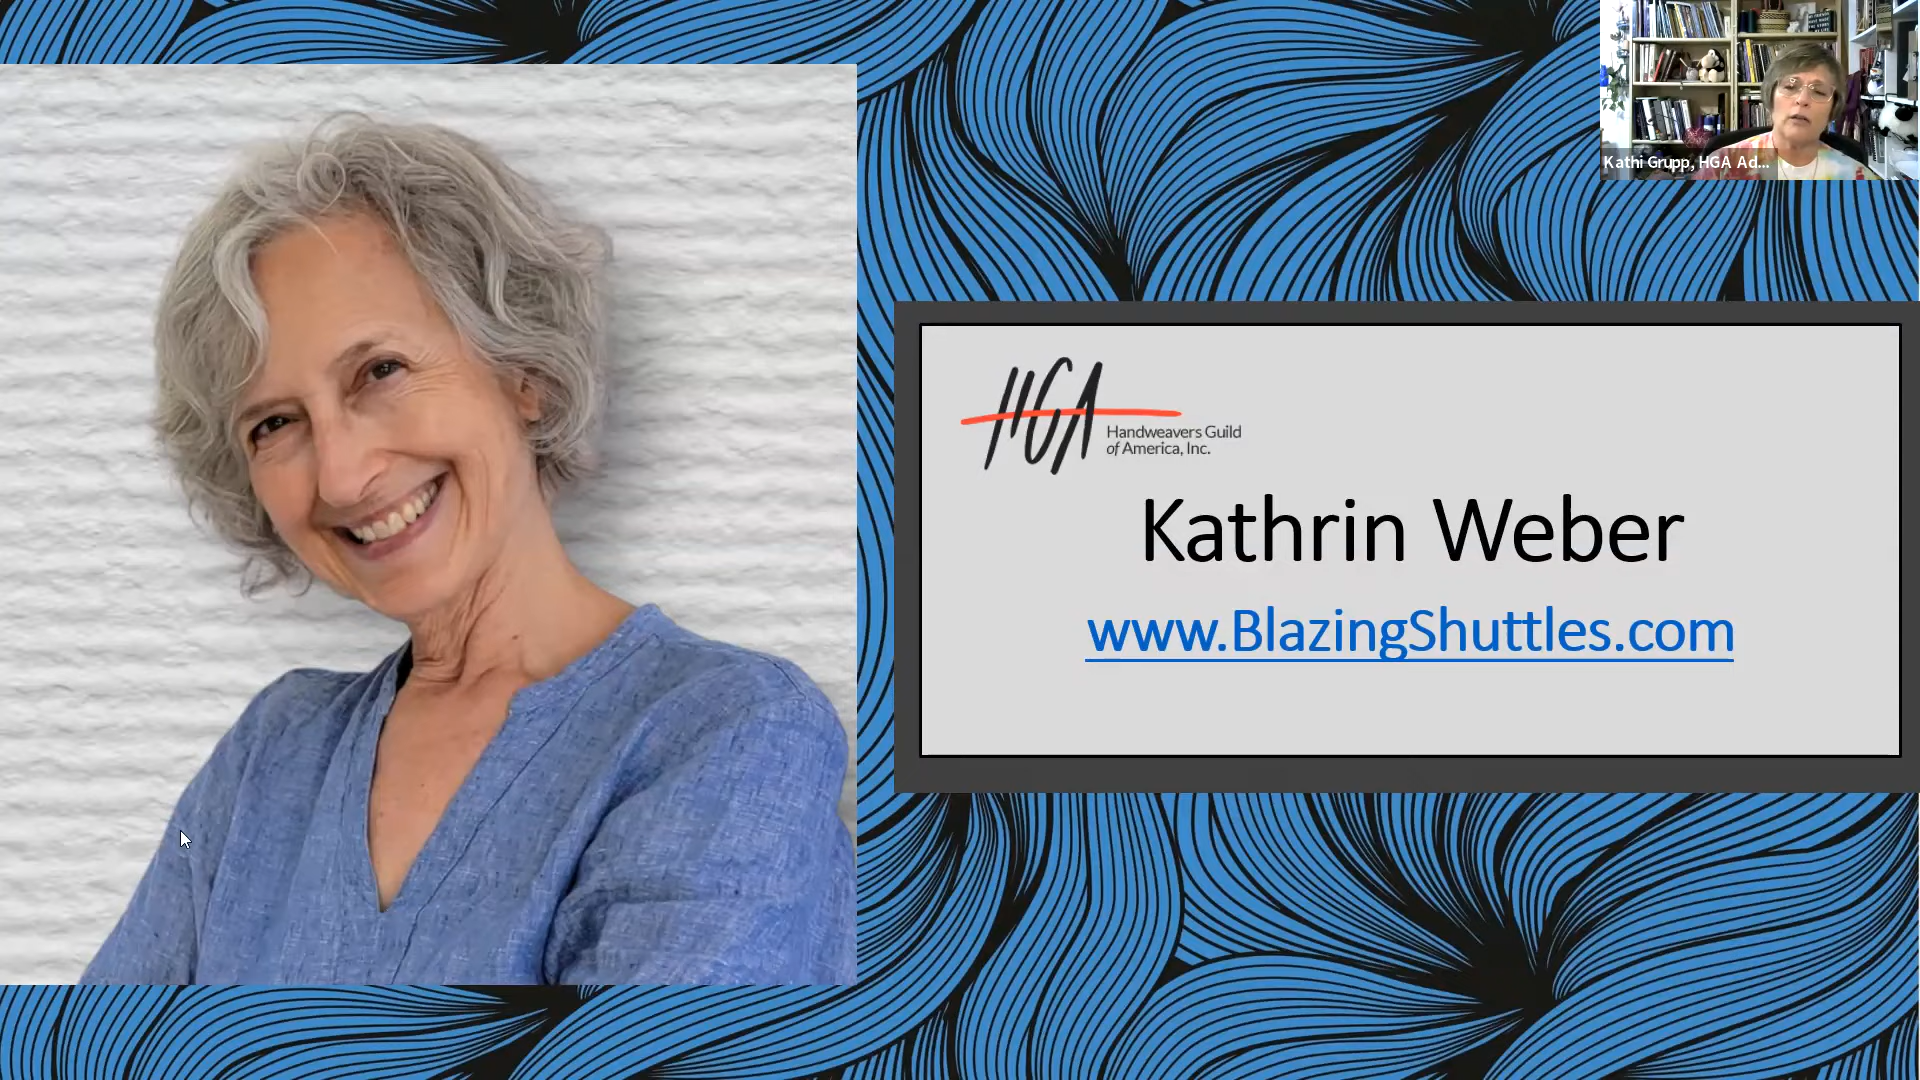 Kathi Grupp, HGA Ad...
HGA
Handweavers Guild
of America, Inc.
Kathrin Weber
www.BlazingShuttles.com